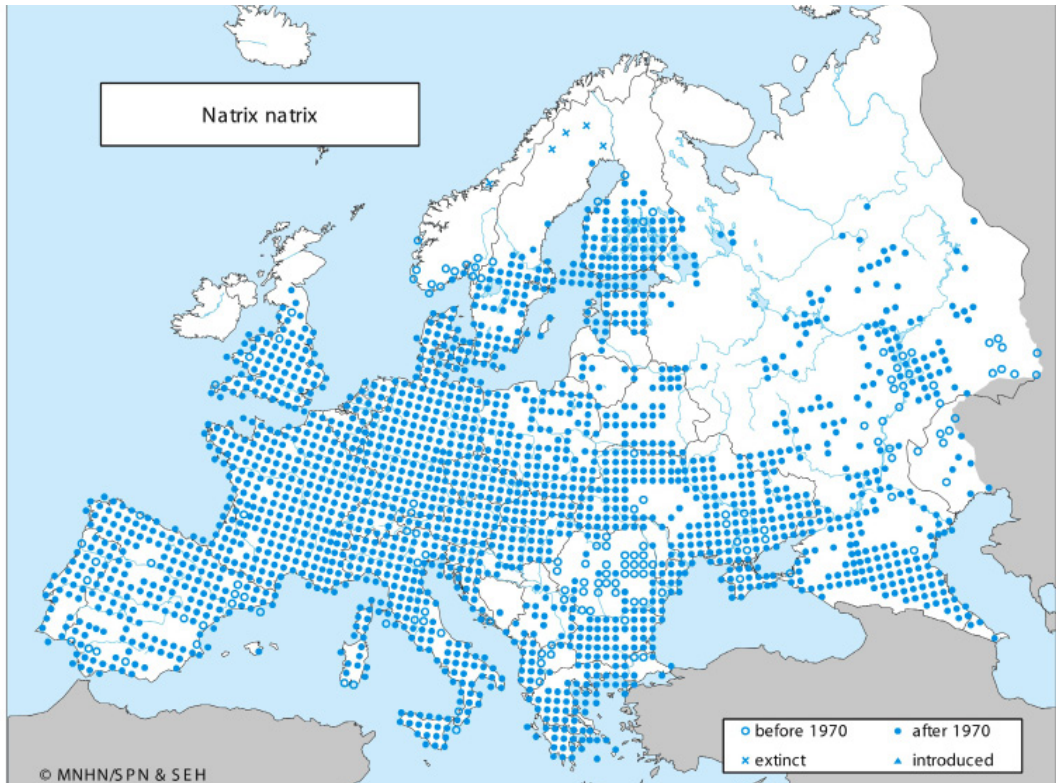 Natrix natrix
before 1970
after 1970
extinct
introduced
© MNHN/SPN & SEH